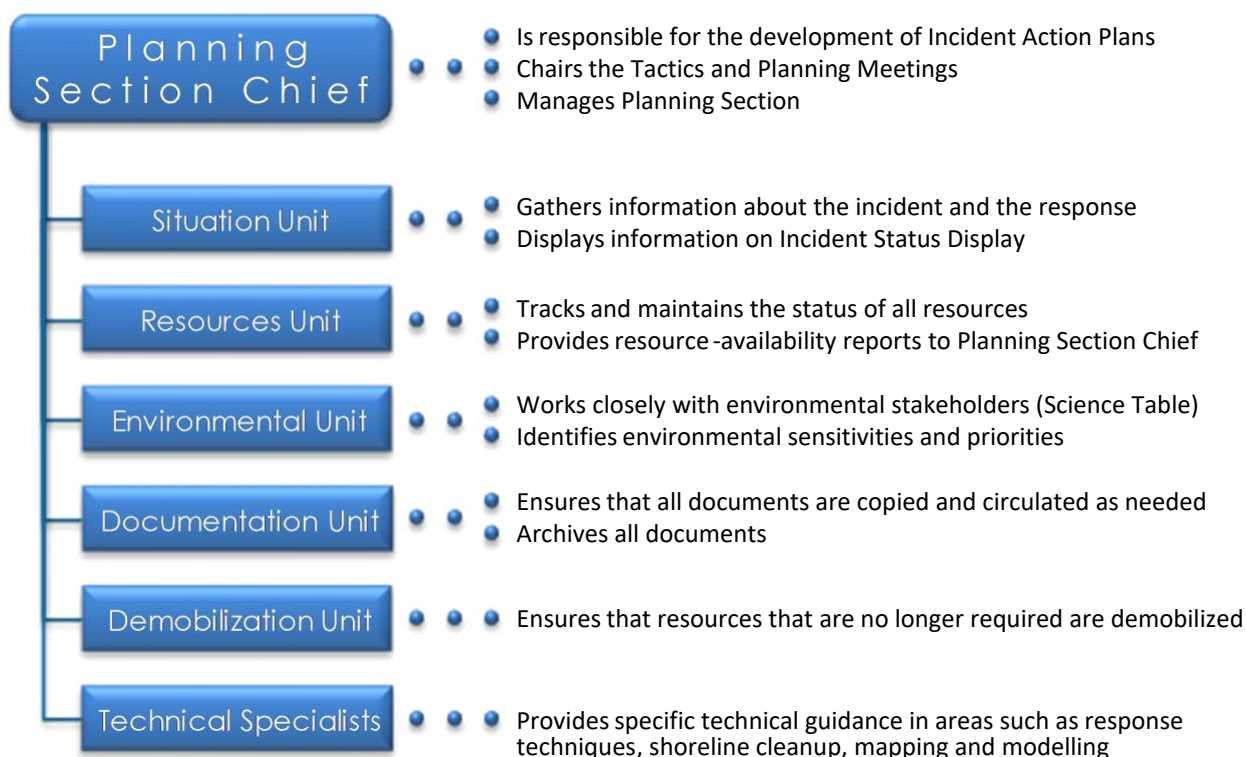 Planning
Section Chief
Is responsible for the development of Incident Action Plans
Chairs the Tactics and Planning Meetings
Manages Planning Section
Situation Unit
Gathers information about the incident and the response
Displays information on Incident Status Display
Resources Unit
Tracks and maintains the status of all resources
Provides resource-availability reports to Planning Section Chief
Environmental Unit
Works closely with environmental stakeholders (Science Table)
Identifies environmental sensitivities and priorities
Documentation Unit
Ensures that all documents are copied and circulated as needed
Archives all documents
Demobilization Unit
Ensures that resources that are no longer required are demobilized
Technical Specialists
Provides specific technical guidance in areas such as response
techniques, shoreline cleanup, mapping and modelling